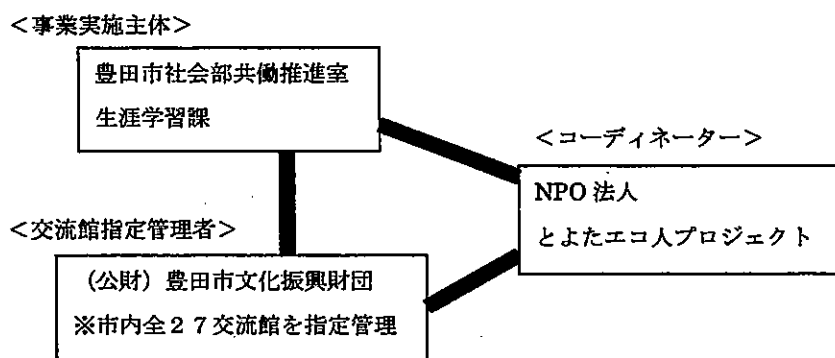 ＜事業実施主体＞
豊田市社会部共働推進室
生涯学習課
＜コーディネーター＞
NPO 法人
とよたエコ人プロジェクト
＜交流館指定管理者＞
（公財）豊田市文化振興財団
※市内全２７交流館を指定管理